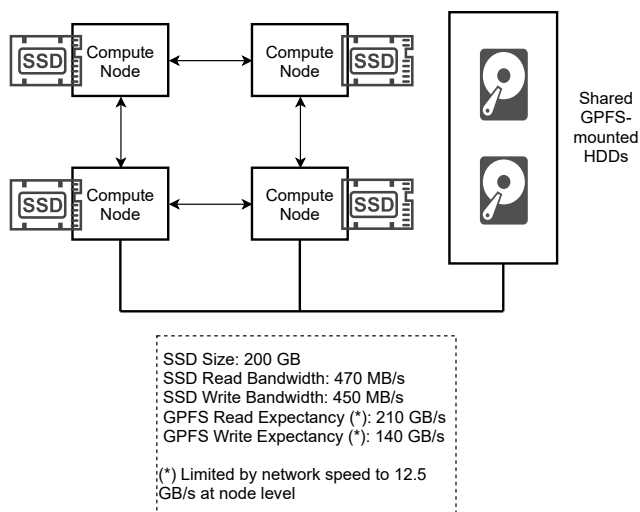 SSD
Compute
Node
Compute
Node
SSD
Shared
GPFS-
mounted
HDDs
SSD
Compute
Node
Compute
Node
SSD
SSD Size: 200 GB
SSD Read Bandwidth: 470 MB/s
SSD Write Bandwidth: 450 MB/s
GPFS Read Expectancy (*): 210 GB/s
GPFS Write Expectancy (*): 140 GB/s
(*) Limited by network speed to 12.5
GB/s at node level